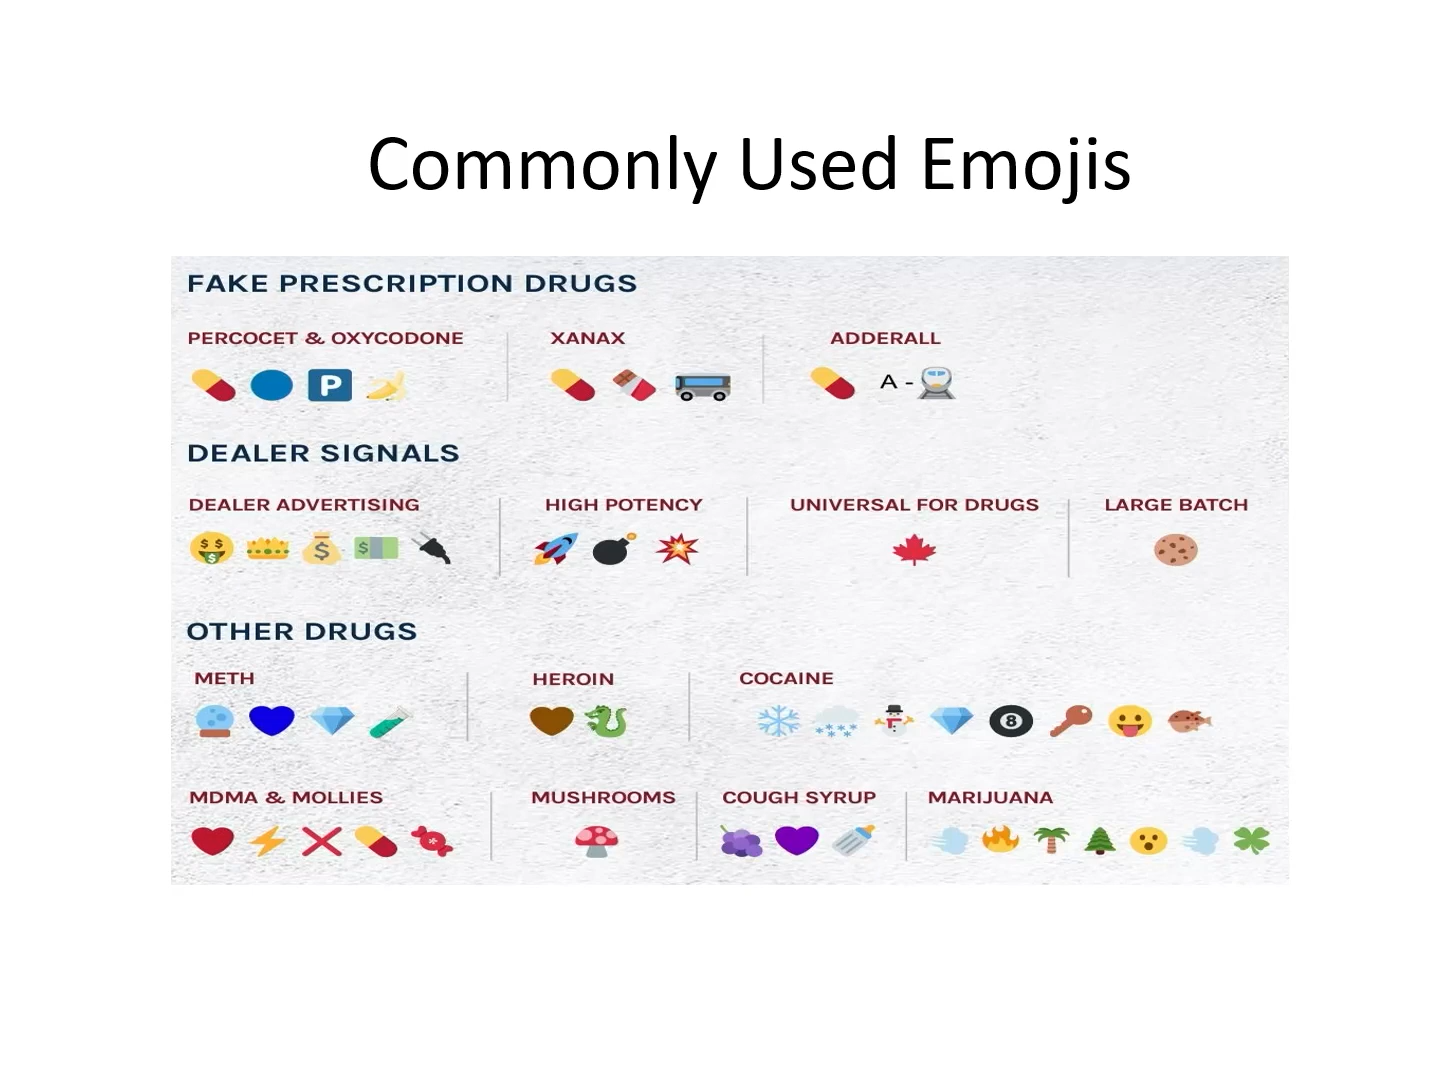 Commonly Used Emojis
FAKE PRESCRIPTION DRUGS
PERCOCET & OXYCODONE XANAX ADDERALL
P A -
DEALER SIGNALS
DEALER ADVERTISING HIGH POTENCY UNIVERSAL FOR DRUGS LARGE BATCH
OTHER DRUGS
METH HEROIN COCAINE
8
MDMA & MOLLIES MUSHROOMS COUGH SYRUP MARIJUANA